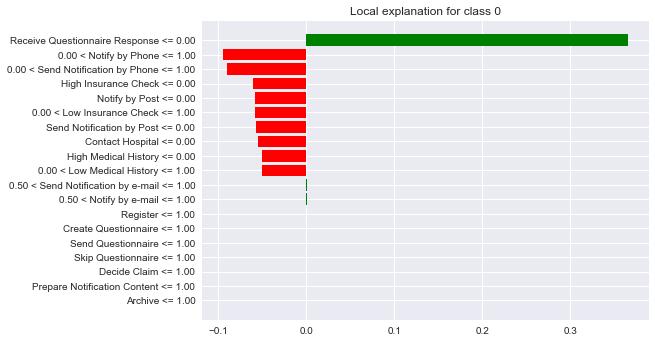 Local explanation for class 0
Receive Questionnaire Response <= 0.00
0.00 < Notify by Phone <= 1.00
0.00 < Send Notification by Phone <= 1.00
High Insurance Check <= 0.00
Notify by Post <= 0.00
0.00 < Low Insurance Check <= 1.00
Send Notification by Post <= 0.00
Contact Hospital <= 0.00
High Medical History <= 0.00
0.00 < Low Medical History <= 1.00
0.50 < Send Notification by e-mail <= 1.00
0.50 < Notify by e-mail <= 1.00
Register <= 1.00
Create Questionnaire <= 1.00
Send Questionnaire <= 1.00
Skip Questionnaire <= 1.00
Decide Claim <= 1.00
Prepare Notification Content <= 1.00
Archive <= 1.00
−0.1 0.0 0.1 0.2 0.3